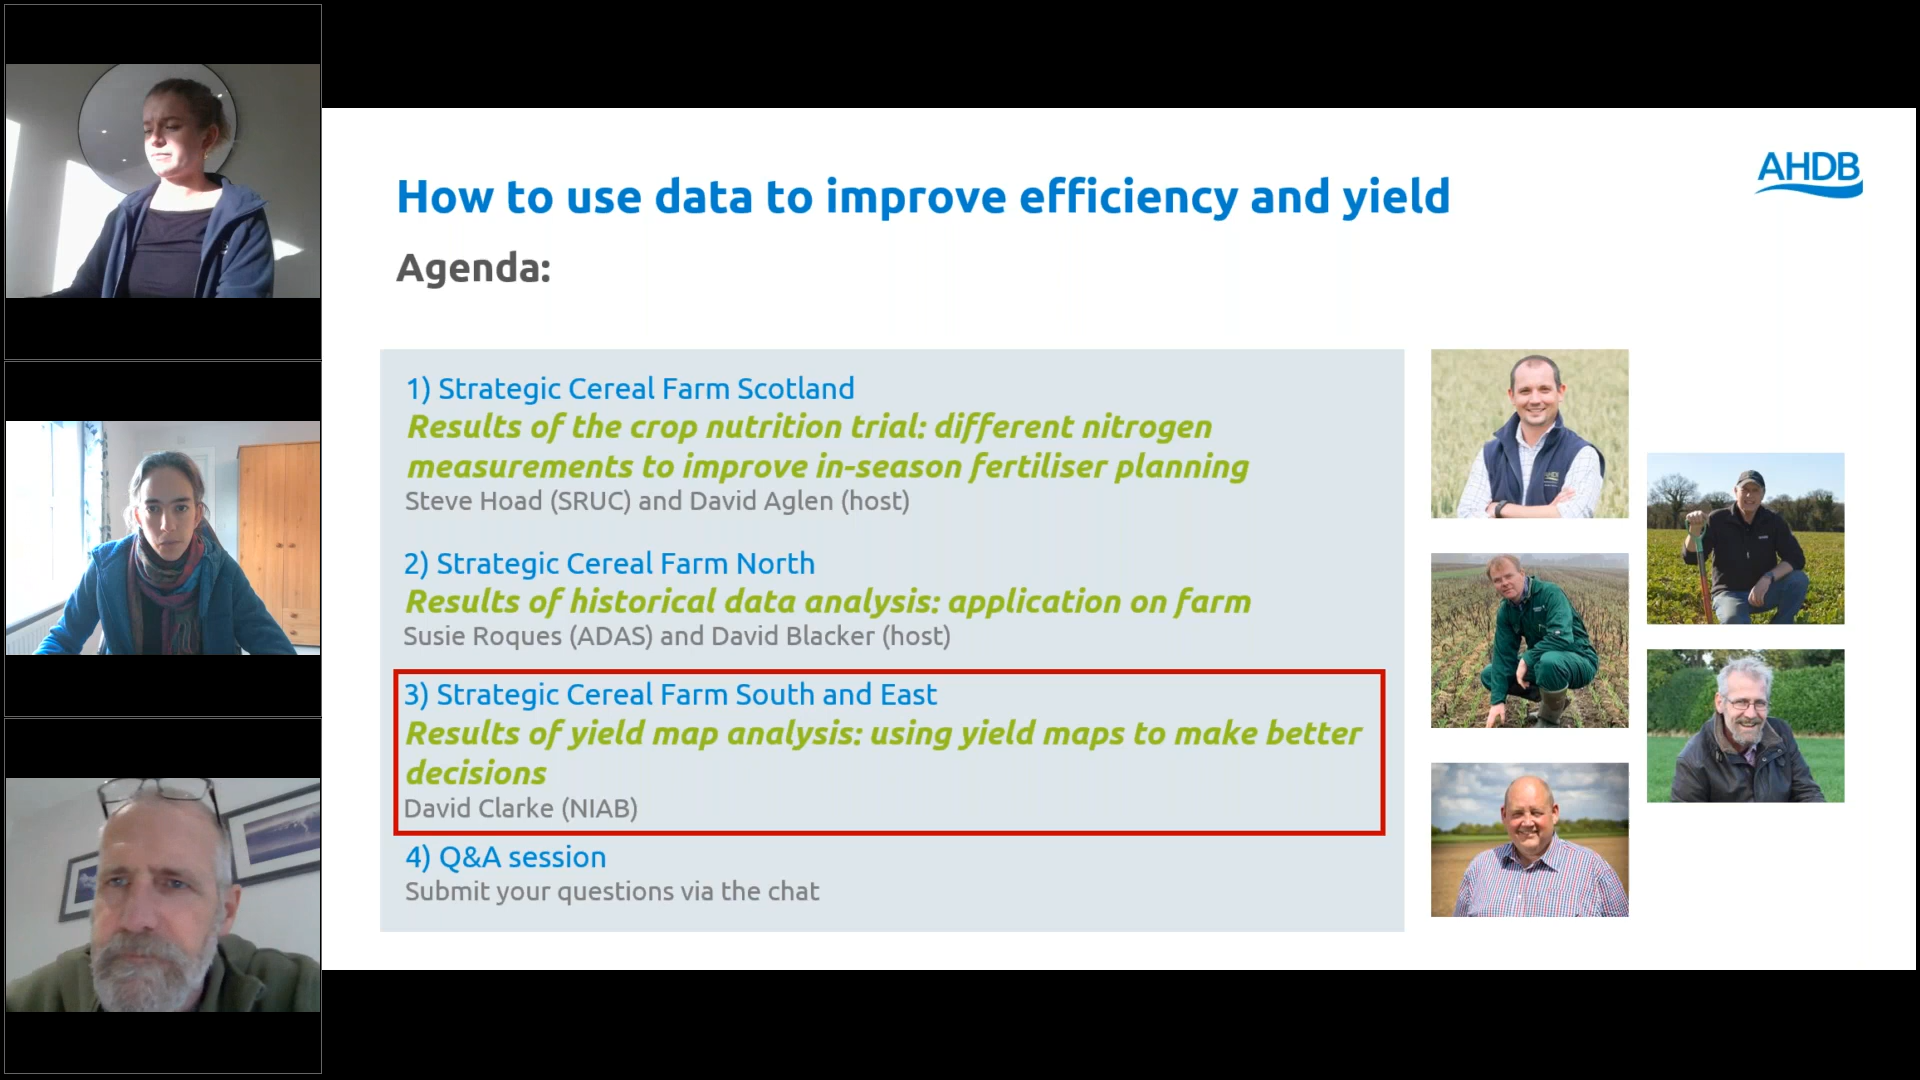 AHDB
How to use data to improve efficiency and yield
Agenda:
1) Strategic Cereal Farm Scotland
Results of the crop nutrition trial: different nitrogen
measurements to improve in-season fertiliser planning
Steve Hoad (SRUC) and David Aglen (host)
2) Strategic Cereal Farm North
Results of historical data analysis: application on farm
Susie Roques (ADAS) and David Blacker (host)
3) Strategic Cereal Farm South and East
Results of yield map analysis: using yield maps to make better
decisions
David Clarke (NIAB)
4) Q&A session
Submit your questions via the chat